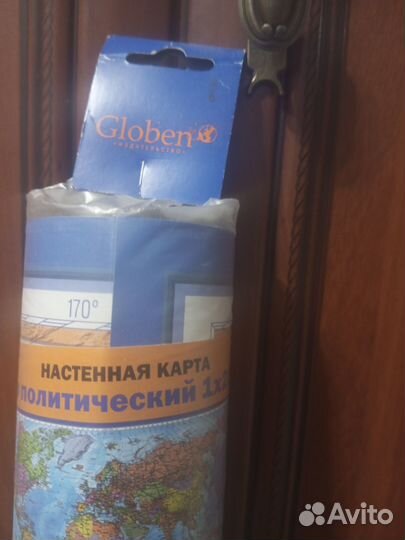 Globen
ИЗДАТЕЛЬСТВО
170°
НАСТЕННАЯ КАРТА
политический
Avito